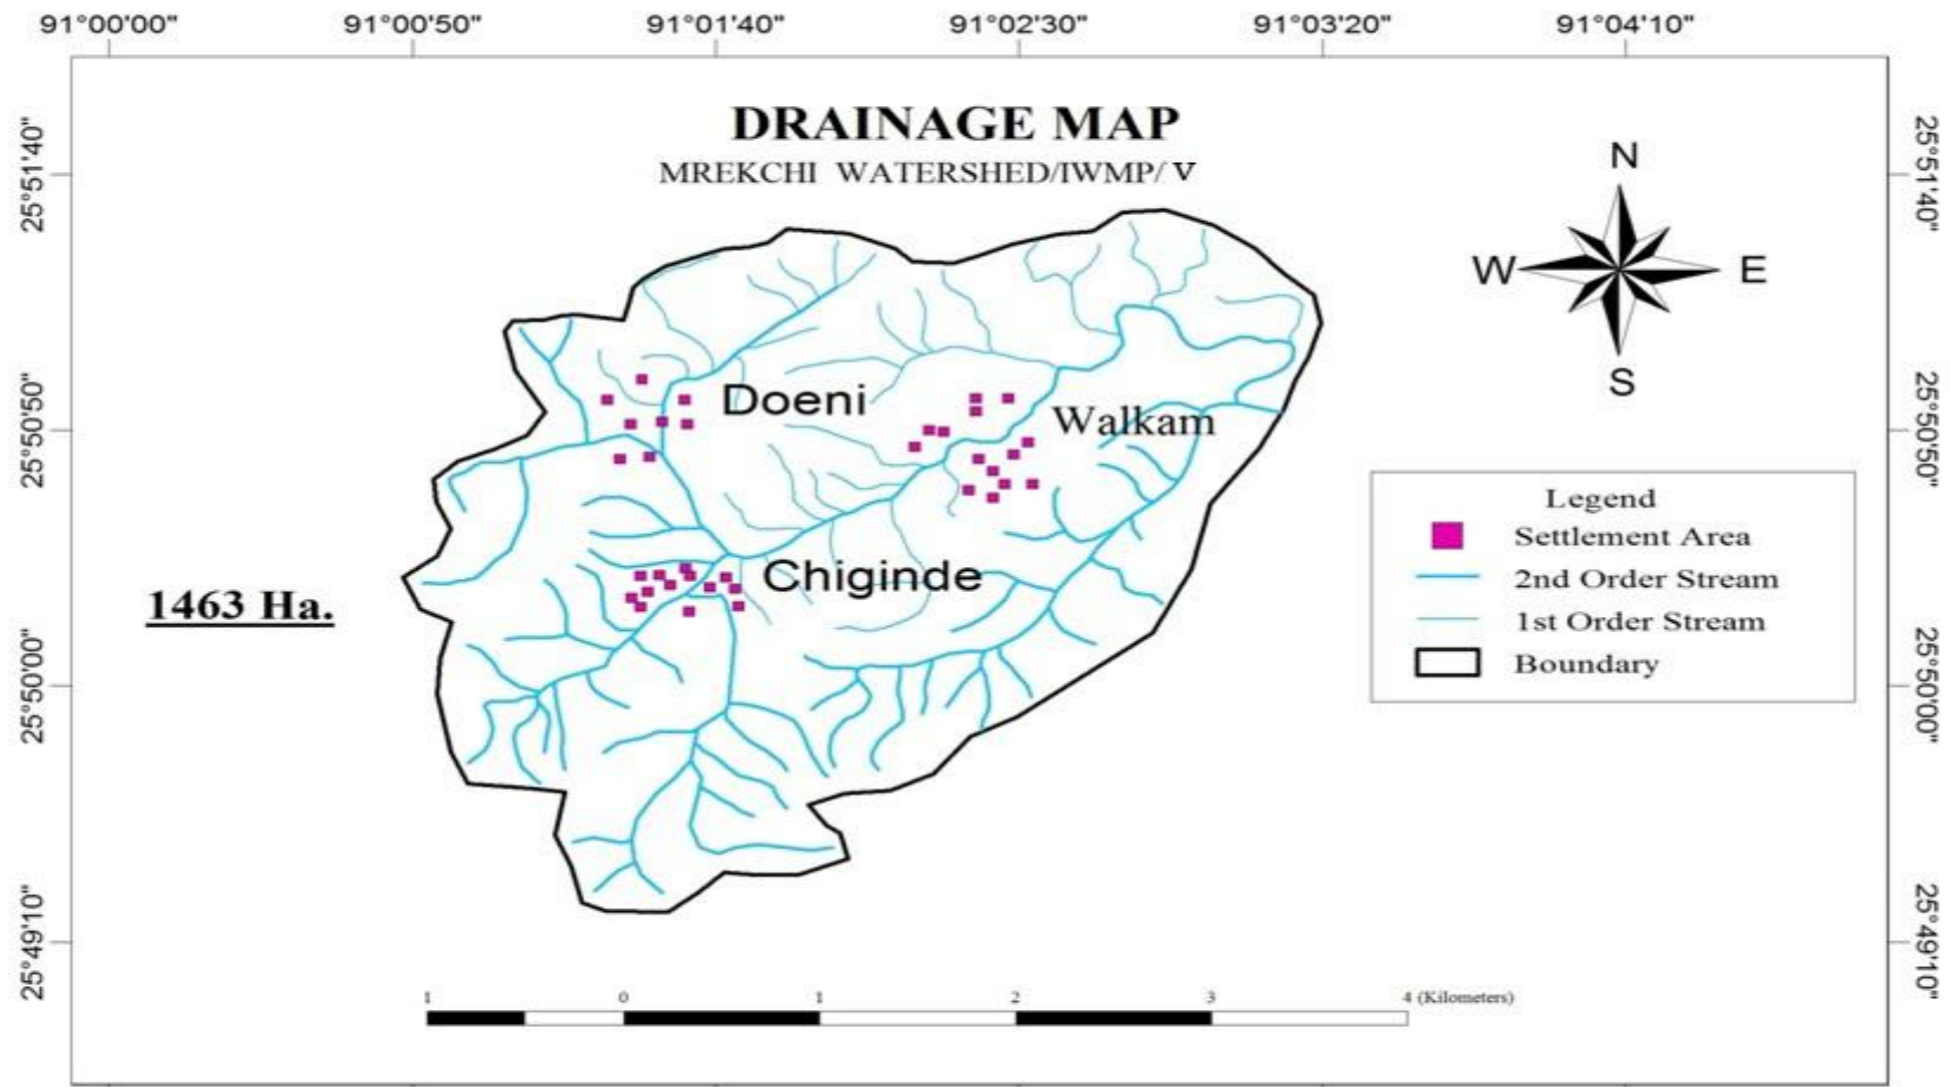 91°00'00" 91°00'50" 91°01'40" 91°02'30" 91°03'20" 91°04'10"
DRAINAGE MAP
MREKCHI WATERSHED/IWMP/ V
25°51'40" 25°51'40"
N
W E
S
25°50'50" 25°50'50"
Doeni
Walkam
Legend
Settlement Area
2nd Order Stream
1st Order Stream
Boundary
Chiginde
1463 Ha.
25°50'00" 25°50'00"
25°49'10" 25°49'10"
1 0 1 2 3 4 (Kilometers)